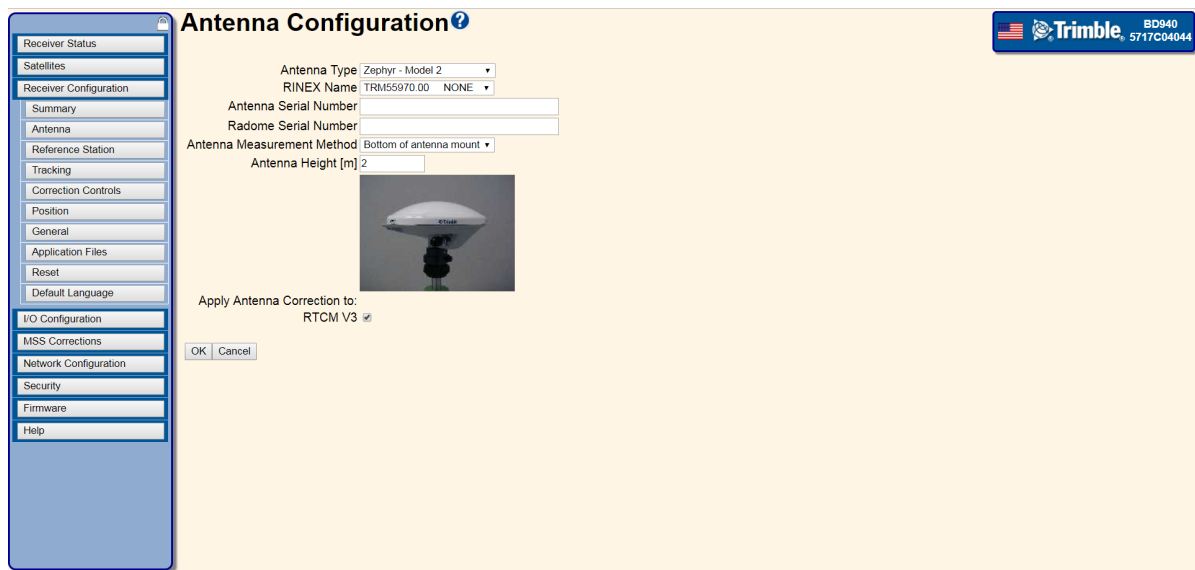 Antenna Configuration?
Trimble® BD940
5717C04044
Receiver Status
Satellites
Receiver Configuration
Summary
Antenna
Reference Station
Tracking
Correction Controls
Position
General
Application Files
Reset
Default Language
I/O Configuration
MSS Corrections
Network Configuration
Security
Firmware
Help
Antenna Type Zephyr - Model 2
RINEX Name TRM55970.00 NONE
Antenna Serial Number
Radome Serial Number
Antenna Measurement Method Bottom of antenna mount
Antenna Height [m] 2
Trimble
Apply Antenna Correction to:
RTCM V3
OK Cancel